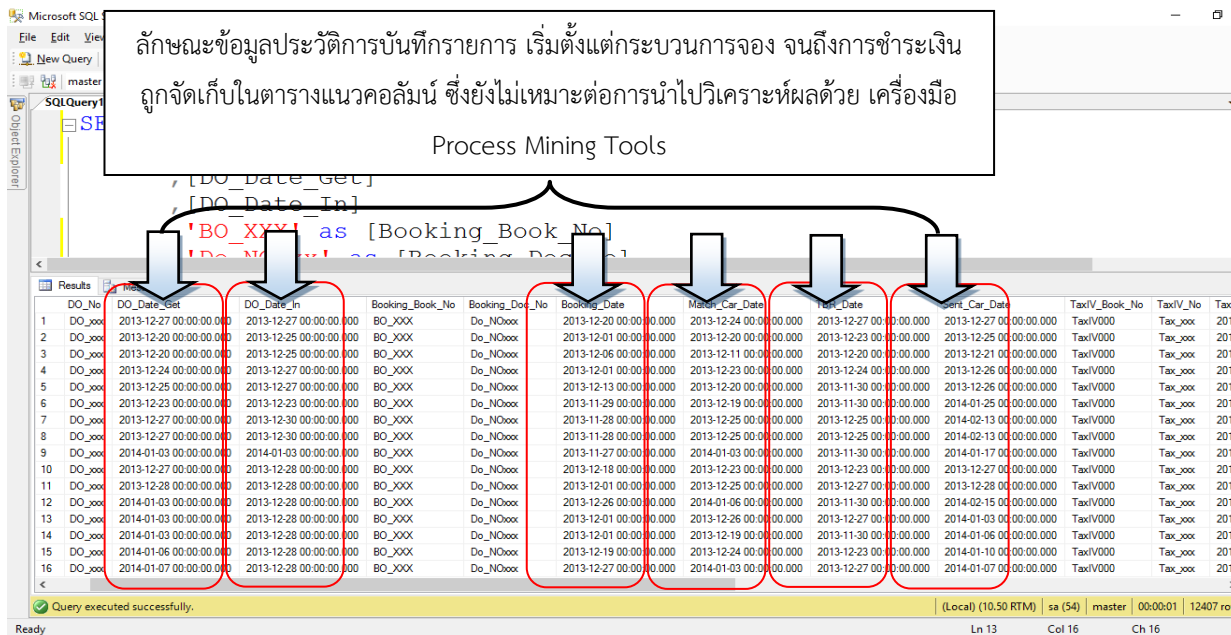 Microsoft SQL S
File Edit View
New Query
master
Object Explorer
SQLQuery1
ลักษณะข้อมูลประวัติการบันทึกรายการ เริ่มตั้งแต่กระบวนการจอง จนถึงการชำระเงิน
ถูกจัดเก็บในตารางแนวคอลัมน์ ซึ่งยังไม่เหมาะต่อการนำไปวิเคราะห์ผลด้วย เครื่องมือ
Process Mining Tools
SE
,[DO_Date_Get]
,[DO_Date_In]
'BO_XXX' as [Booking_Book_No]
Results
DO_No DO_Date_Get DO_Date_In Booking_Book_No Booking_Doc_No Booking_Date Match_Car_Date Sent_Car_Date TaxIV_Book_No TaxIV_No Tax
1 DO_xxx 2013-12-27 00:00:00.000 2013-12-27 00:00:00.000 BO_XXX Do_NOxxx 2013-12-20 00:00:00.000 2013-12-24 00:00:00.000 2013-12-27 00:00:00.000 2013-12-27 00:00:00.000 TaxIV000 Tax_xxx 201
2 DO_xxx 2013-12-20 00:00:00.000 2013-12-25 00:00:00.000 BO_XXX Do_NOxxx 2013-12-01 00:00:00.000 2013-12-20 00:00:00.000 2013-12-23 00:00:00.000 2013-12-25 00:00:00.000 TaxIV000 Tax_xxx 201
3 DO_xxx 2013-12-20 00:00:00.000 2013-12-25 00:00:00.000 BO_XXX Do_NOxxx 2013-12-06 00:00:00.000 2013-12-11 00:00:00.000 2013-12-20 00:00:00.000 2013-12-21 00:00:00.000 TaxIV000 Tax_xxx 201
4 DO_xxx 2013-12-24 00:00:00.000 2013-12-27 00:00:00.000 BO_XXX Do_NOxxx 2013-12-01 00:00:00.000 2013-12-23 00:00:00.000 2013-12-24 00:00:00.000 2013-12-26 00:00:00.000 TaxIV000 Tax_xxx 201
5 DO_xxx 2013-12-25 00:00:00.000 2013-12-27 00:00:00.000 BO_XXX Do_NOxxx 2013-12-13 00:00:00.000 2013-12-20 00:00:00.000 2013-11-30 00:00:00.000 2013-12-26 00:00:00.000 TaxIV000 Tax_xxx 201
6 DO_xxx 2013-12-23 00:00:00.000 2013-12-23 00:00:00.000 BO_XXX Do_NOxxx 2013-11-29 00:00:00.000 2013-12-19 00:00:00.000 2013-11-30 00:00:00.000 2014-01-25 00:00:00.000 TaxIV000 Tax_xxx 201
7 DO_xxx 2013-12-27 00:00:00.000 2013-12-30 00:00:00.000 BO_XXX Do_NOxxx 2013-11-28 00:00:00.000 2013-12-25 00:00:00.000 2013-12-25 00:00:00.000 2014-02-13 00:00:00.000 TaxIV000 Tax_xxx 201
8 DO_xxx 2013-12-27 00:00:00.000 2013-12-30 00:00:00.000 BO_XXX Do_NOxxx 2013-11-28 00:00:00.000 2013-12-25 00:00:00.000 2013-12-25 00:00:00.000 2014-02-13 00:00:00.000 TaxIV000 Tax_xxx 201
9 DO_xxx 2014-01-03 00:00:00.000 2014-01-03 00:00:00.000 BO_XXX Do_NOxxx 2013-11-27 00:00:00.000 2014-01-03 00:00:00.000 2013-11-30 00:00:00.000 2014-01-17 00:00:00.000 TaxIV000 Tax_xxx 201
10 DO_xxx 2013-12-27 00:00:00.000 2013-12-28 00:00:00.000 BO_XXX Do_NOxxx 2013-12-18 00:00:00.000 2013-12-23 00:00:00.000 2013-12-23 00:00:00.000 2013-12-27 00:00:00.000 TaxIV000 Tax_xxx 201
11 DO_xxx 2013-12-28 00:00:00.000 2013-12-28 00:00:00.000 BO_XXX Do_NOxxx 2013-12-01 00:00:00.000 2013-12-25 00:00:00.000 2013-12-27 00:00:00.000 2013-12-28 00:00:00.000 TaxIV000 Tax_xxx 201
12 DO_xxx 2014-01-03 00:00:00.000 2013-12-28 00:00:00.000 BO_XXX Do_NOxxx 2013-12-26 00:00:00.000 2014-01-06 00:00:00.000 2013-11-30 00:00:00.000 2014-02-15 00:00:00.000 TaxIV000 Tax_xxx 201
13 DO_xxx 2014-01-03 00:00:00.000 2013-12-28 00:00:00.000 BO_XXX Do_NOxxx 2013-12-01 00:00:00.000 2013-12-26 00:00:00.000 2013-12-27 00:00:00.000 2014-01-03 00:00:00.000 TaxIV000 Tax_xxx 201
14 DO_xxx 2014-01-03 00:00:00.000 2013-12-28 00:00:00.000 BO_XXX Do_NOxxx 2013-12-01 00:00:00.000 2013-12-19 00:00:00.000 2013-11-30 00:00:00.000 2014-01-06 00:00:00.000 TaxIV000 Tax_xxx 201
15 DO_xxx 2014-01-06 00:00:00.000 2013-12-28 00:00:00.000 BO_XXX Do_NOxxx 2013-12-19 00:00:00.000 2013-12-24 00:00:00.000 2013-12-23 00:00:00.000 2014-01-10 00:00:00.000 TaxIV000 Tax_xxx 201
16 DO_xxx 2014-01-07 00:00:00.000 2013-12-28 00:00:00.000 BO_XXX Do_NOxxx 2013-12-27 00:00:00.000 2014-01-03 00:00:00.000 2013-12-27 00:00:00.000 2014-01-07 00:00:00.000 TaxIV000 Tax_xxx 201
Query executed successfully. (Local) (10.50 RTM) sa (54) master 00:00:01 12407 ro
Ready Ln 13 Col 16 Ch 16